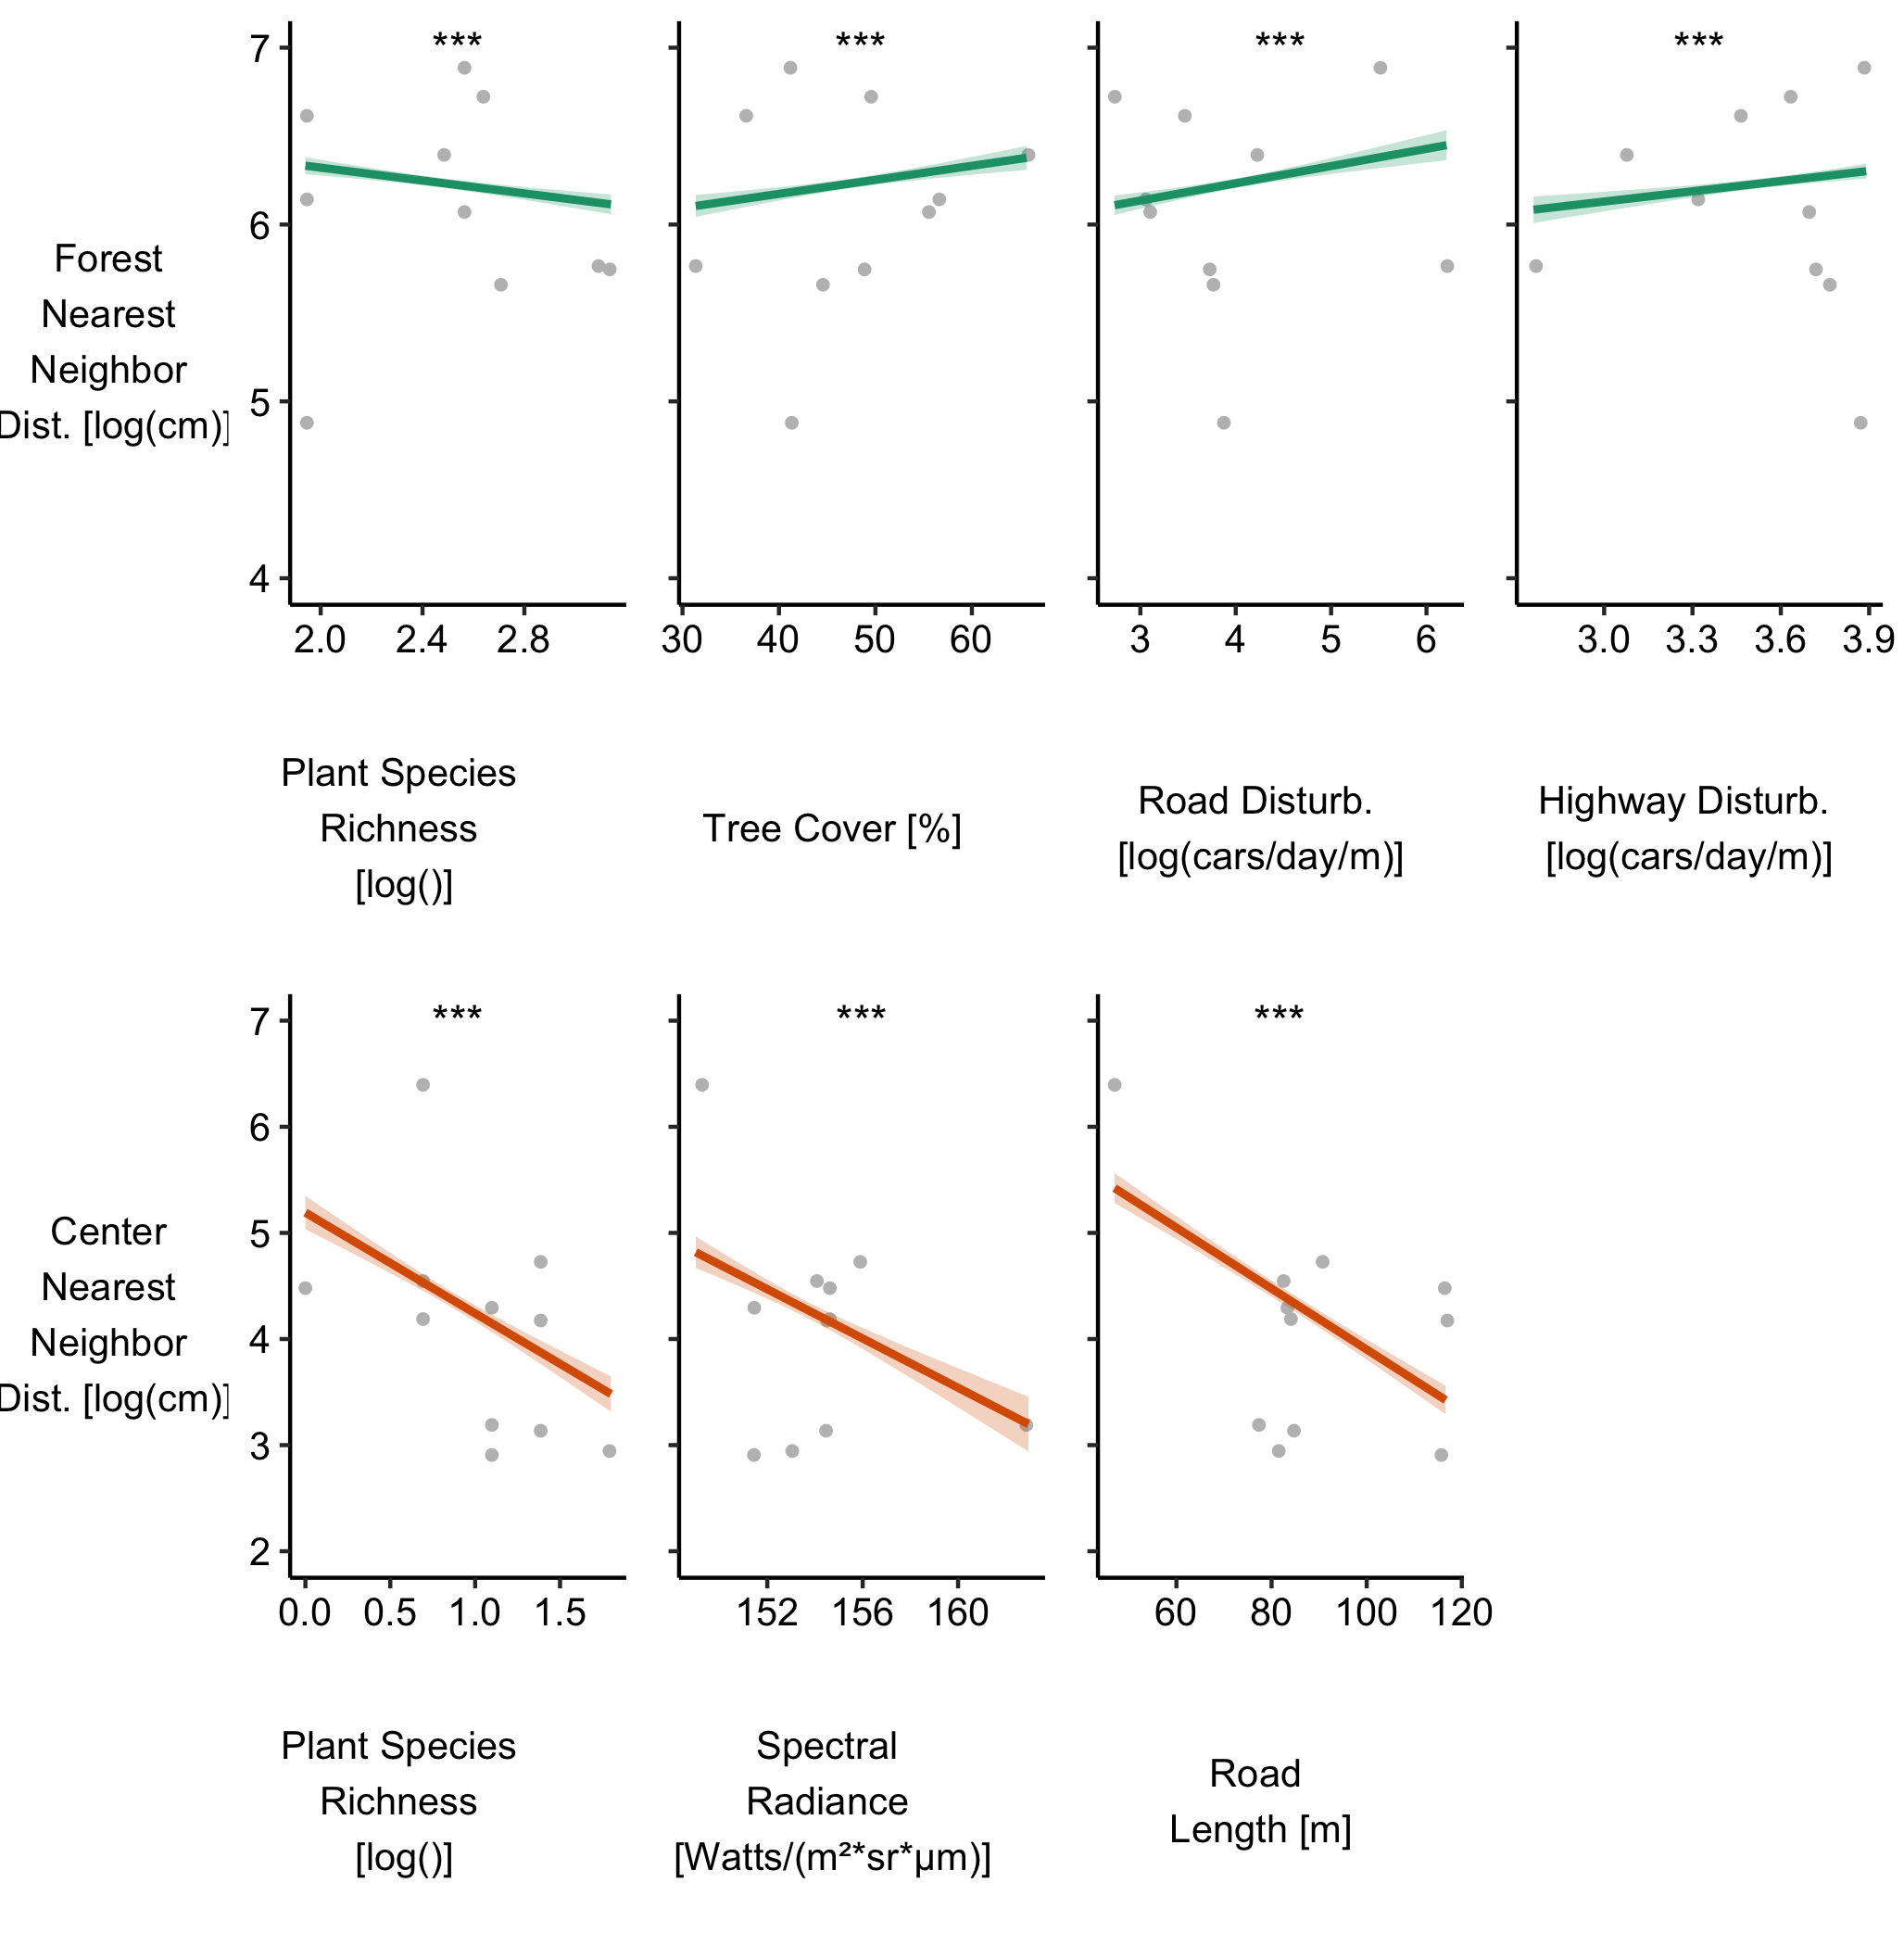 7
***
***
***
***
6
Forest
Nearest
Neighbor
Dist. [log(cm)]
5
4
2.0 2.4 2.8
30 40 50 60
3 4 5 6
3.0 3.3 3.6 3.9
Plant Species
Richness
[log()]
Tree Cover [%]
Road Disturb.
[log(cars/day/m)]
Highway Disturb.
[log(cars/day/m)]
7
***
***
***
6
5
Center
Nearest
Neighbor
Dist. [log(cm)]
4
3
2
0.0 0.5 1.0 1.5
152 156 160
60 80 100 120
Plant Species
Richness
[log()]
Spectral
Radiance
[Watts/(m²*sr*µm)]
Road
Length [m]